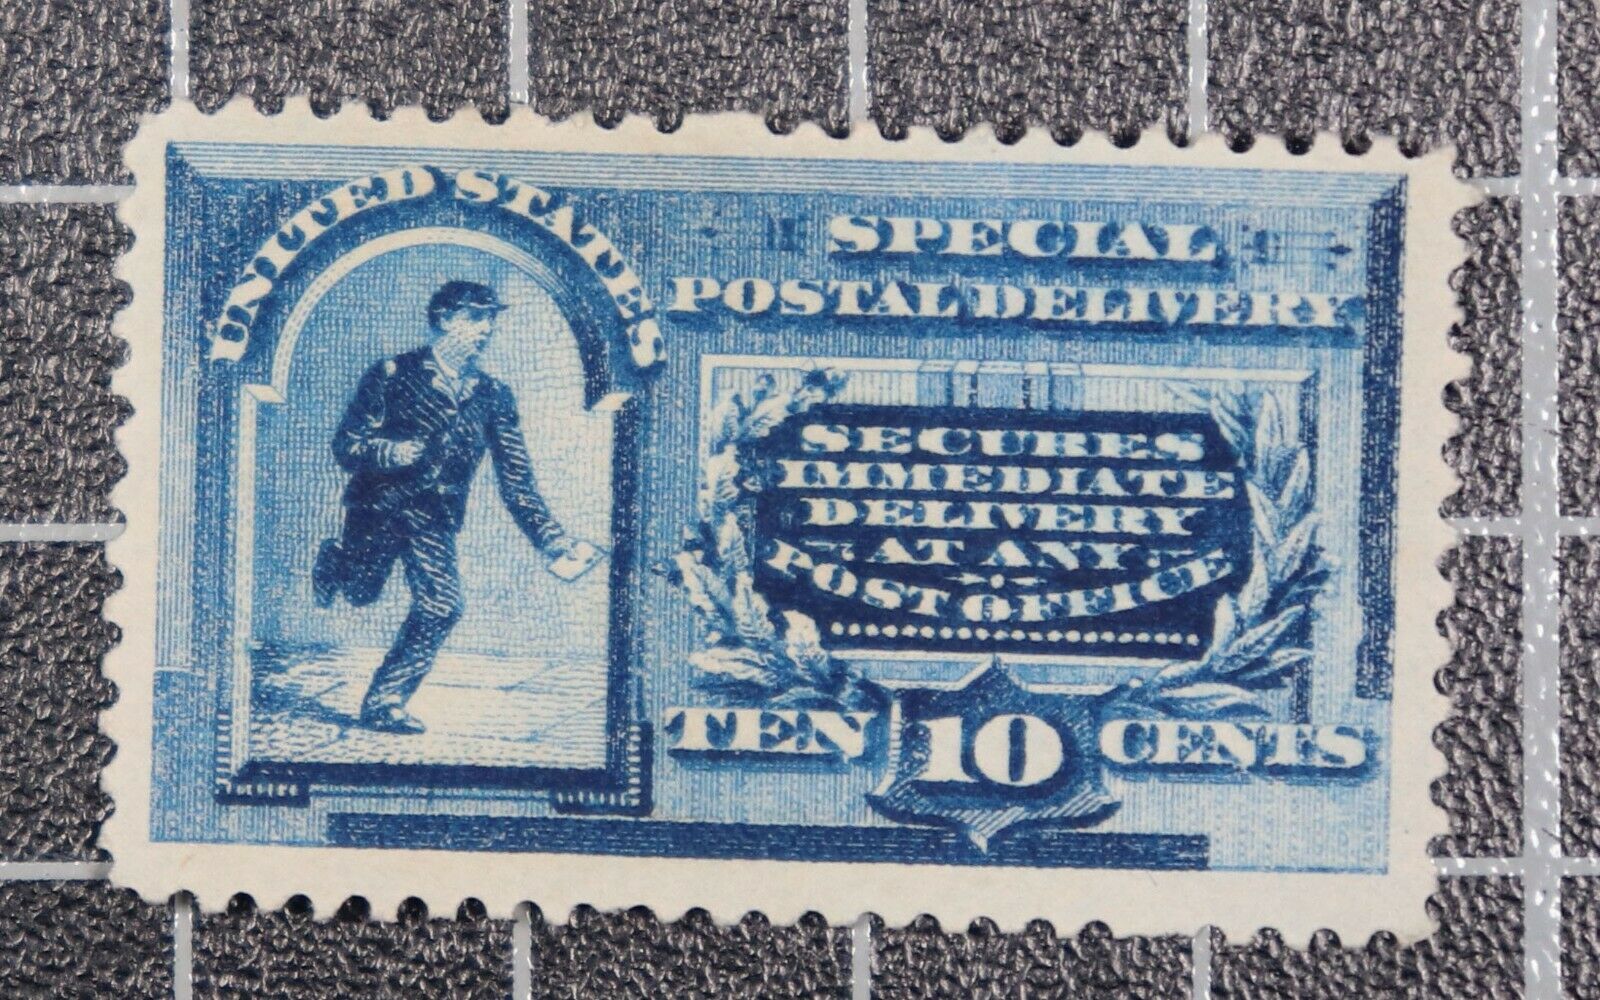 UNITED STATES
SPECIAL
POSTAL DELIVERY
SECURES
IMMEDIATE
DELIVERY
AT ANY
POST OFFICE
TEN 10 CENTS